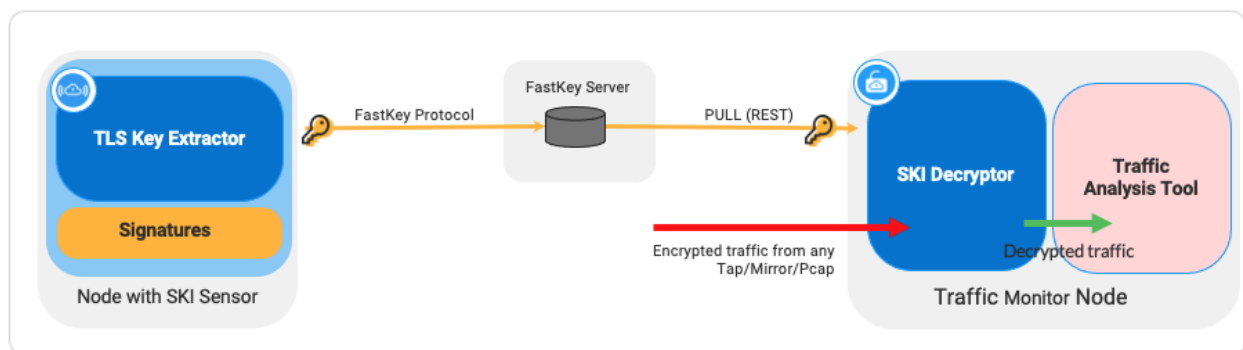 TLS Key Extractor
Signatures
Node with SKI Sensor
FastKey Protocol
FastKey Server
PULL (REST)
Encrypted traffic from any
Tap/Mirror/Pcap
SKI Decryptor
Traffic
Analysis Tool
Decrypted traffic
Traffic Monitor Node